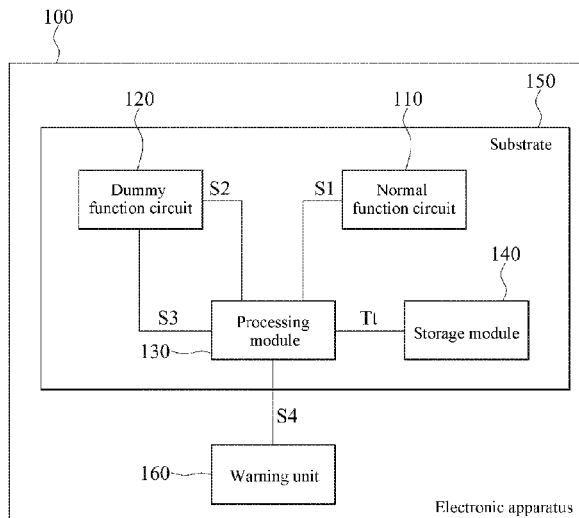 100
120
110
150
Substrate
Dummy
function circuit
S2
S1
Normal
function circuit
140
S3
Processing
module
130
Tt
Storage module
S4
160
Warning unit
Electronic apparatus